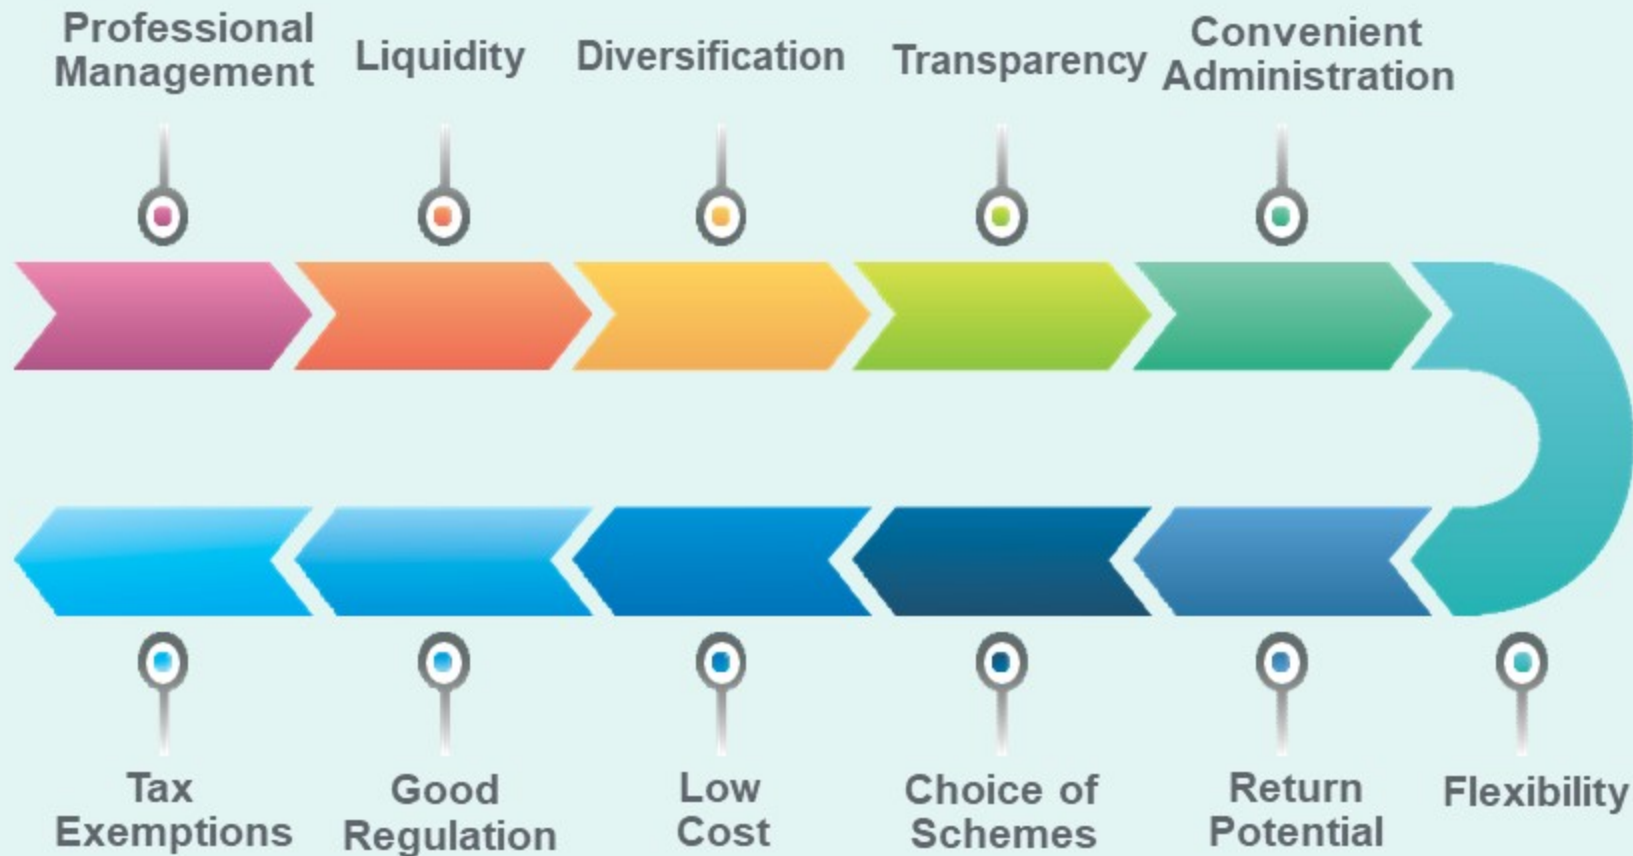 Professional
Management
Liquidity
Diversification
Transparency
Convenient
Administration
Tax
Exemptions
Good
Regulation
Low
Cost
Choice of
Schemes
Return
Potential
Flexibility